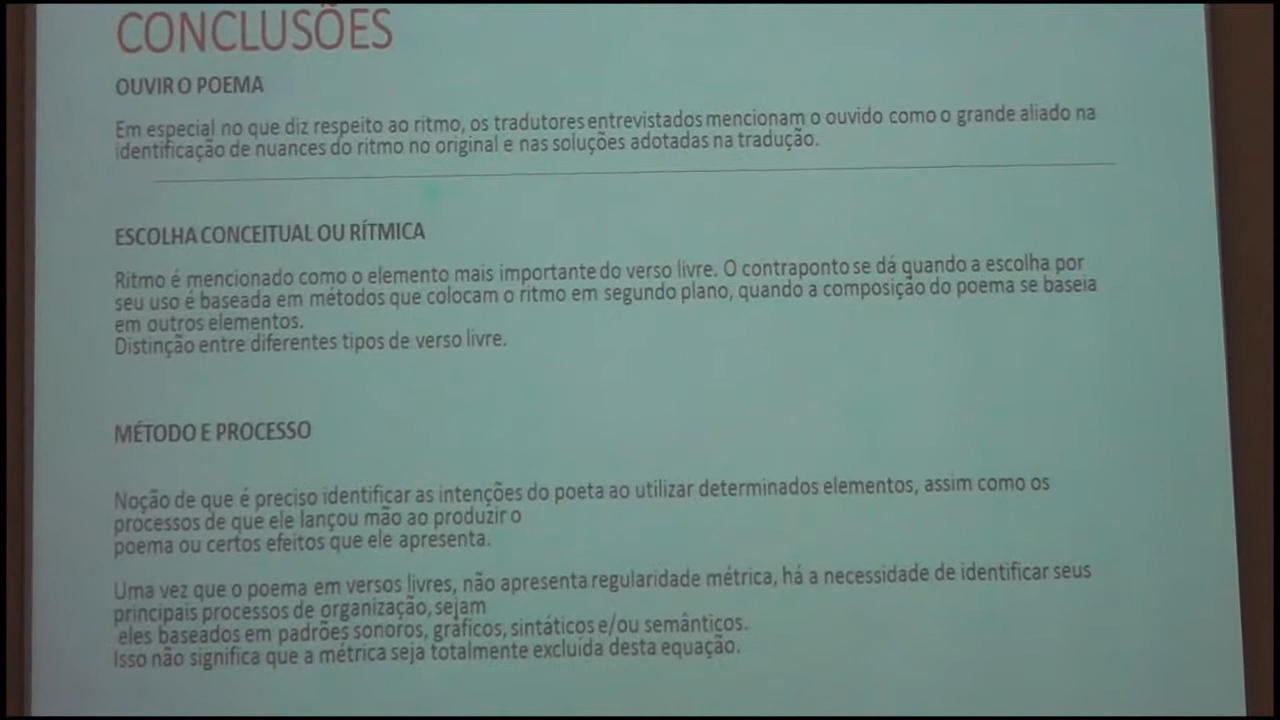 CONCLUSÕES
OUVIR O POEMA
Em especial no que diz respeito ao ritmo, os tradutores entrevistados mencionam o ouvido como o grande aliado na
identificação de nuances do ritmo no original e nas soluções adotadas na tradução.
ESCOLHA CONCEITUAL OU RÍTMICA
Ritmo é mencionado como o elemento mais importante do verso livre. O contraponto se dá quando a escolha por
seu uso é baseada em métodos que colocam o ritmo em segundo plano, quando a composição do poema se baseia
em outros elementos.
Distinção entre diferentes tipos de verso livre.
MÉTODO E PROCESSO
Noção de que é preciso identificar as intenções do poeta ao utilizar determinados elementos, assim como os
processos de que ele lançou mão ao produzir o
poema ou certos efeitos que ele apresenta.
Uma vez que o poema em versos livres, não apresenta regularidade métrica, há a necessidade de identificar seus
principais processos de organização, sejam
eles baseados em padrões sonoros, gráficos, sintáticos e/ou semânticos.
Isso não significa que a métrica seja totalmente excluída desta equação.